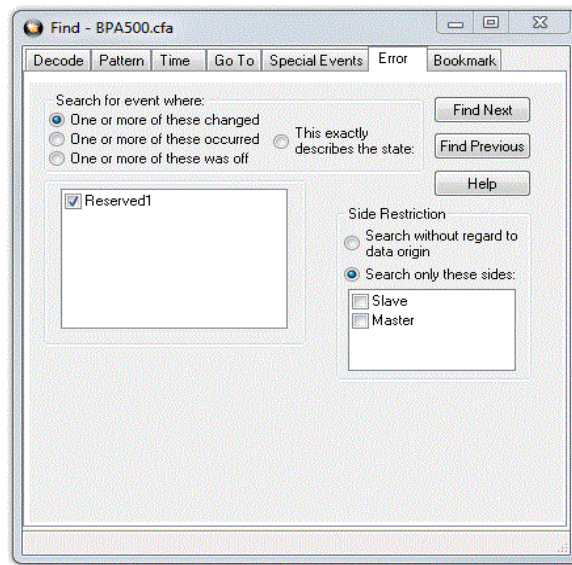 Find - BPA500.cfa
Decode Pattern Time Go To Special Events Error Bookmark
Search for event where:
One or more of these changed
One or more of these occurred
One or more of these was off
This exactly
describes the state:
Find Next
Find Previous
Help
Reserved1
Side Restriction
Search without regard to
data origin
Search only these sides:
Slave
Master